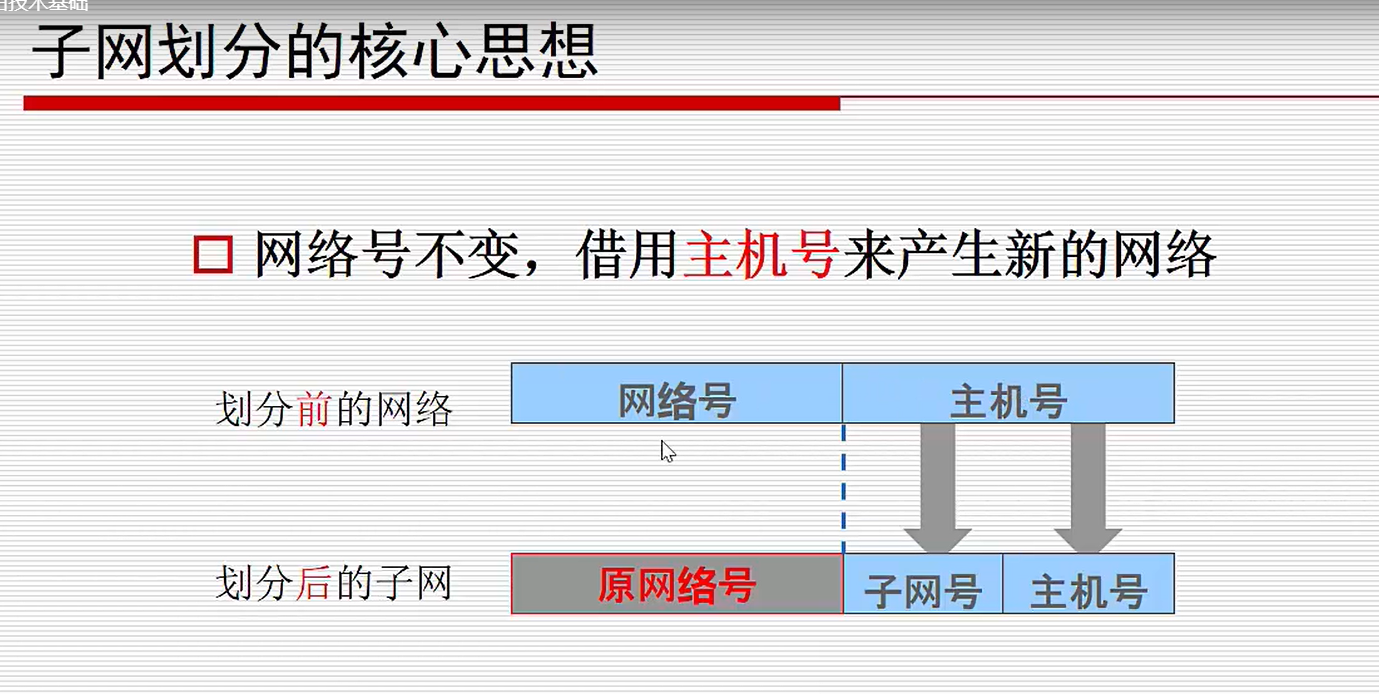 技术基础
子网划分的核心思想
网络号不变，借用主机号来产生新的网络
划分前的网络
网络号
主机号
划分后的子网
原网络号
子网号
主机号